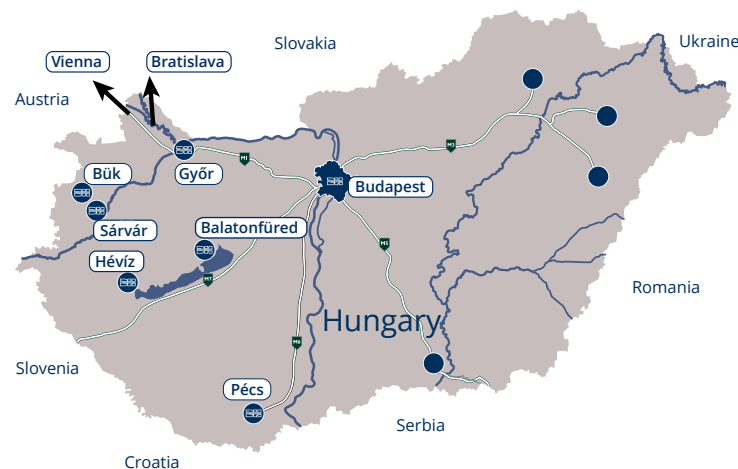 Slovakia
Ukraine
Vienna
Bratislava
Austria
M3
M1
Győr
Bük
Budapest
Sárvár
Balatonfüred
M5
Hévíz
M7
Romania
Hungary
M6
Slovenia
Pécs
Serbia
Croatia